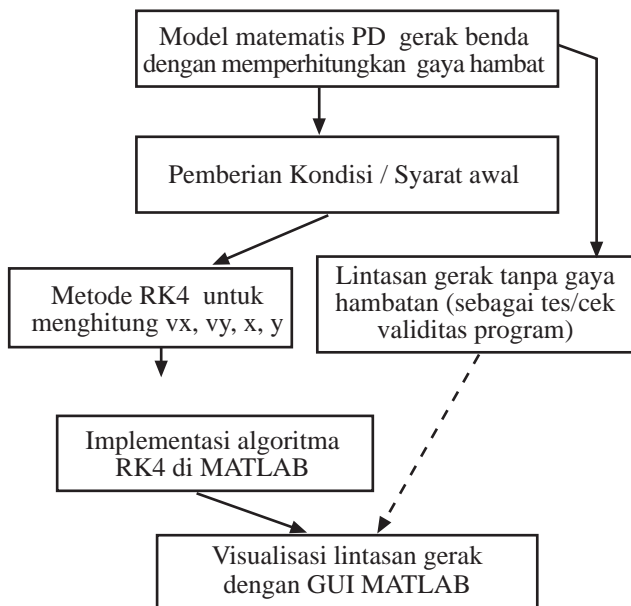 Model matematis PD gerak benda
dengan memperhitungkan gaya hambat
Pemberian Kondisi / Syarat awal
Metode RK4 untuk
menghitung vx, vy, x, y
Lintasan gerak tanpa gaya
hambatan (sebagai tes/cek
validitas program)
Implementasi algoritma
RK4 di MATLAB
Visualisasi lintasan gerak
dengan GUI MATLAB